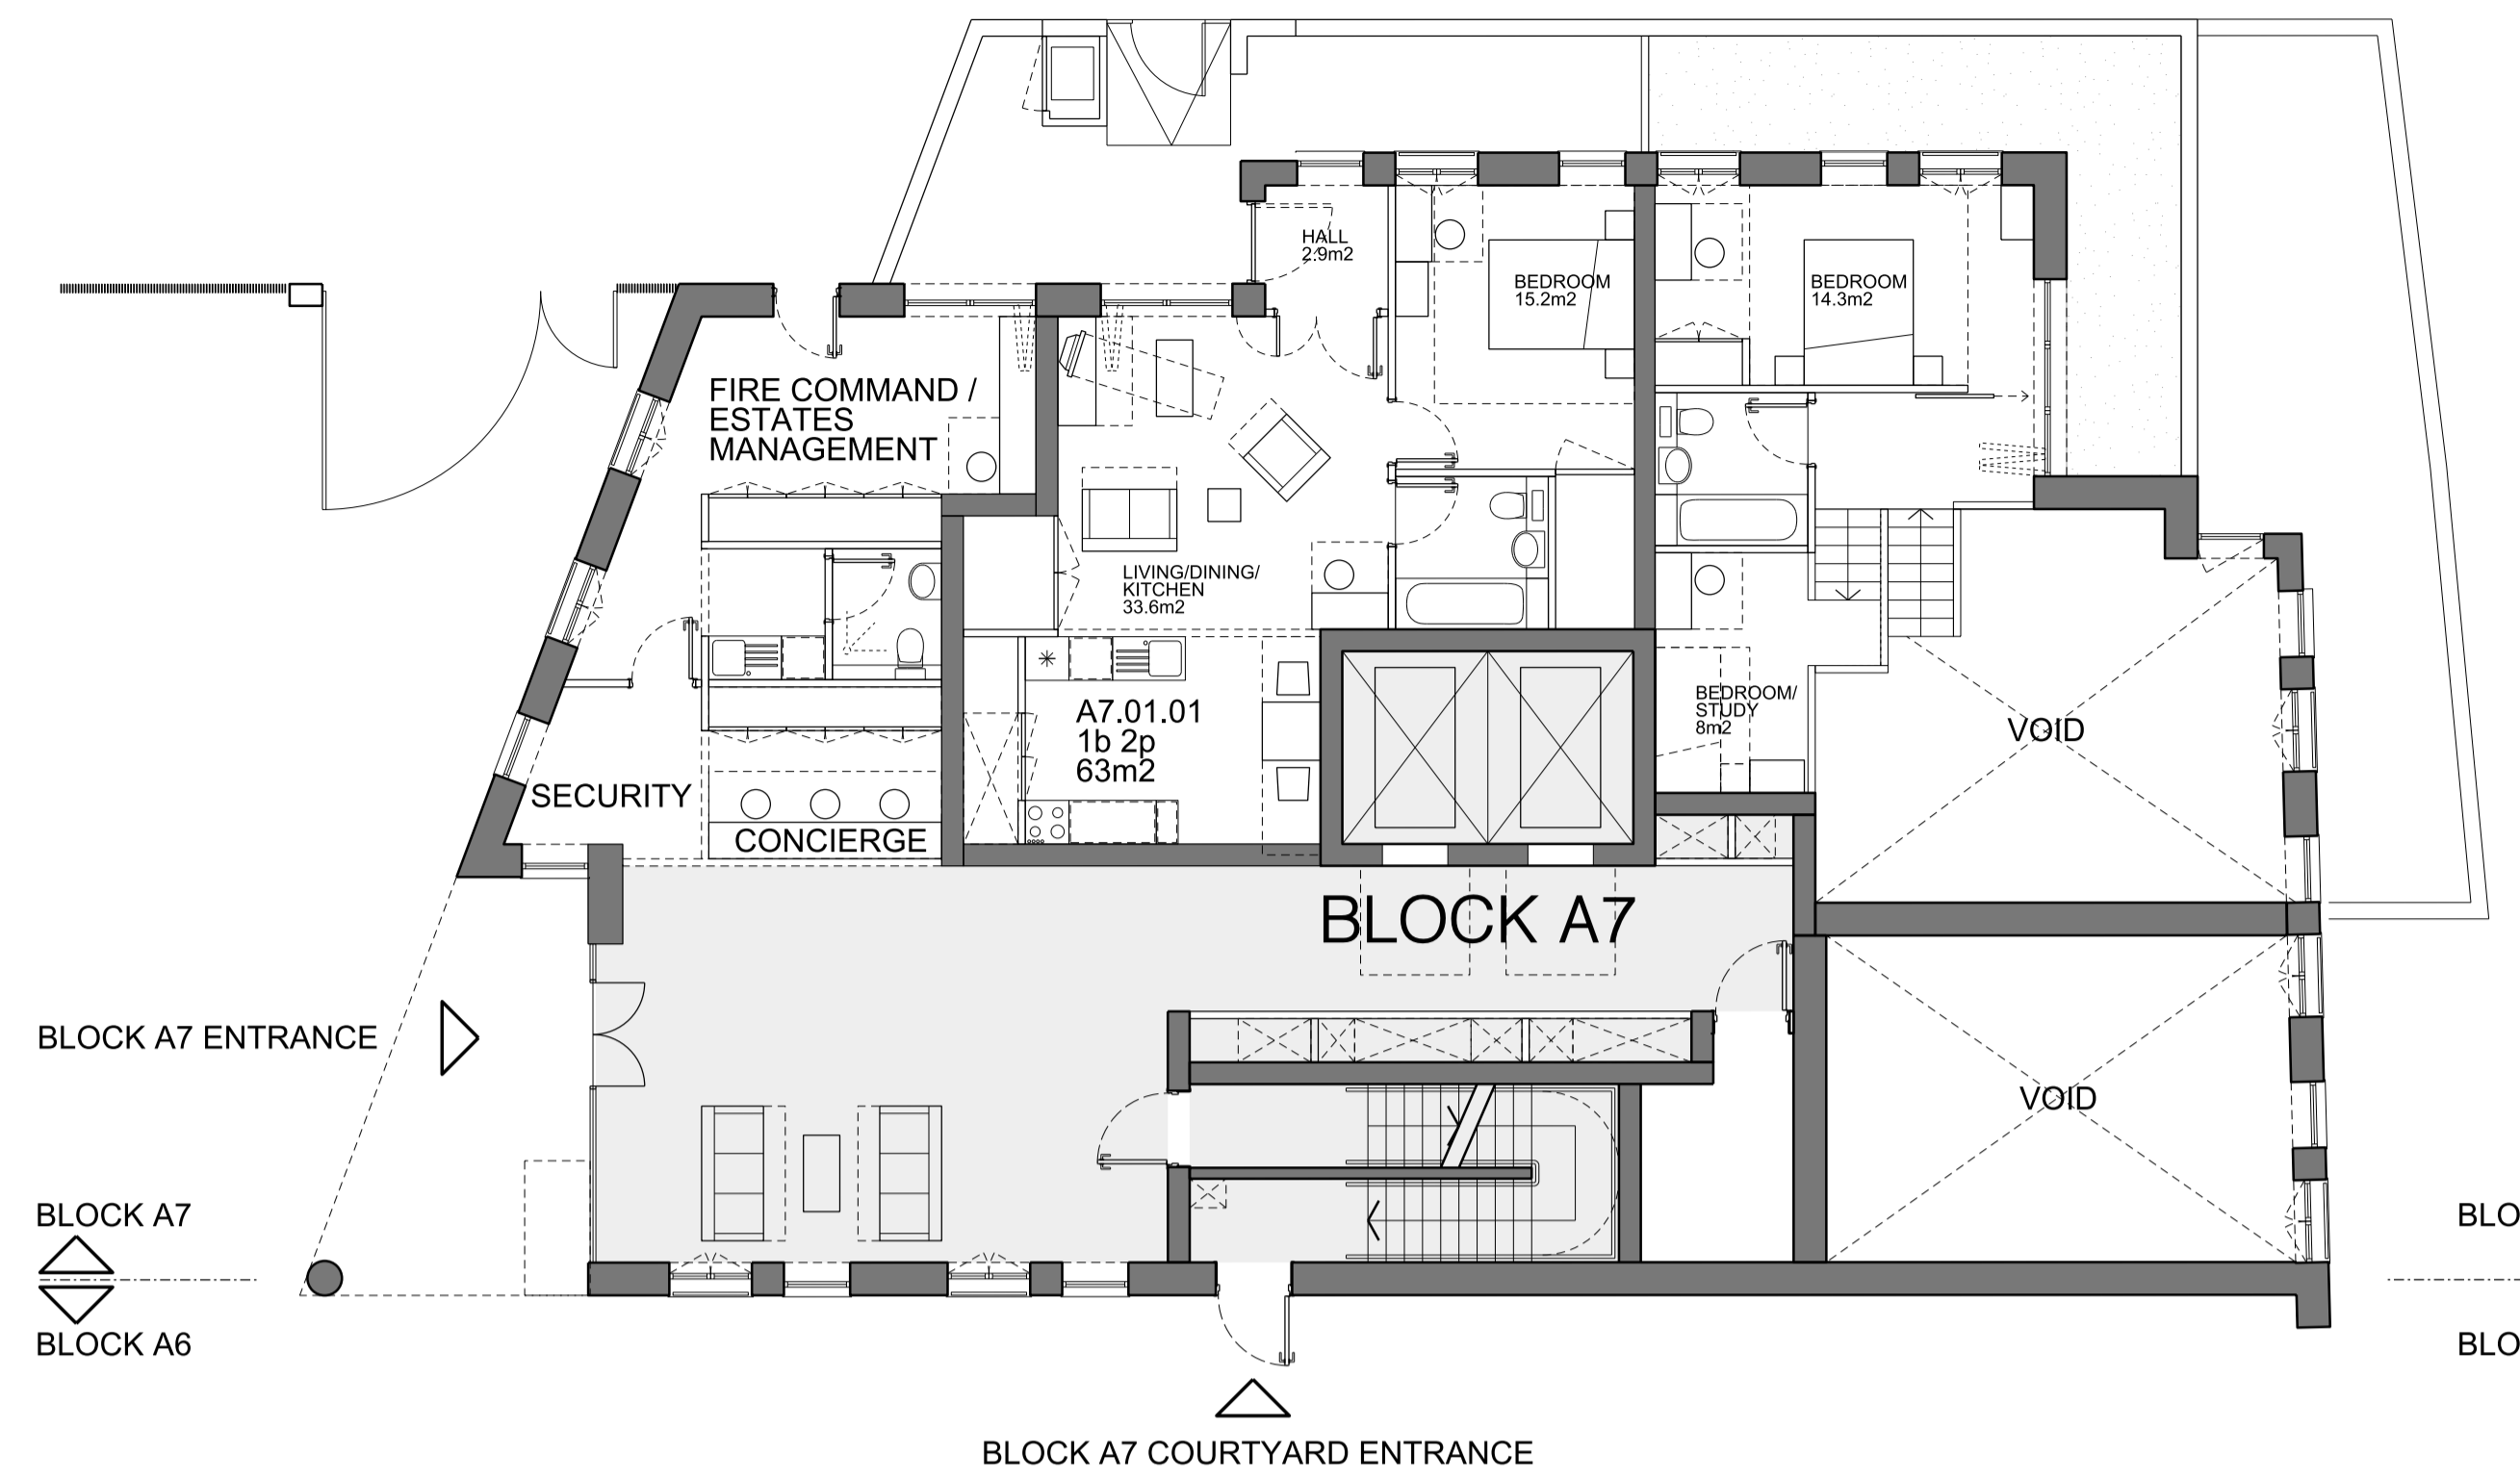 HALL
2.9m2
BEDROOM
15.2m2
BEDROOM
14.3m2
FIRE COMMAND /
ESTATES
MANAGEMENT
LIVING/DINING/
KITCHEN
33.6m2
A7.01.01
1b 2p
63m2
BEDROOM/
STUDY
8m2
VOID
SECURITY
CONCIERGE
BLOCK A7
BLOCK A7 ENTRANCE
VOID
BLOCK A7
BLO
BLOCK A6
BLO
BLOCK A7 COURTYARD ENTRANCE